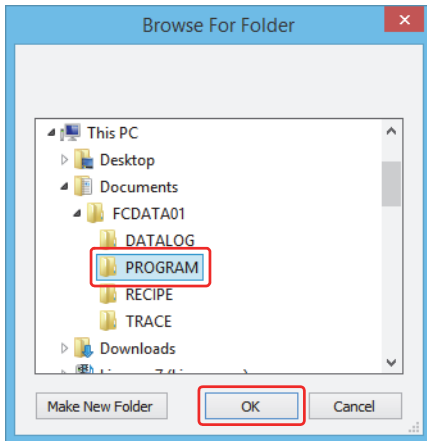 Browse For Folder
This PC
Desktop
Documents
FCDATA01
DATALOG
PROGRAM
RECIPE
TRACE
Downloads
Make New Folder
OK
Cancel